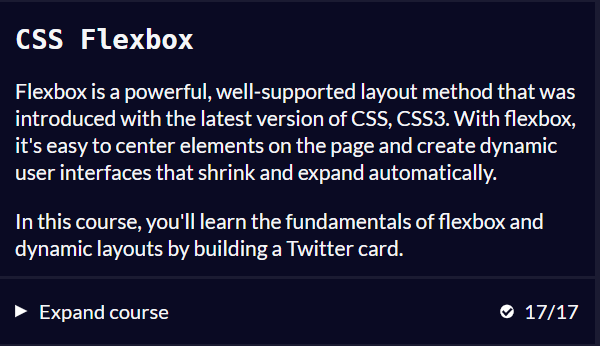 CSS Flexbox
Flexbox is a powerful, well-supported layout method that was
introduced with the latest version of CSS, CSS3. With flexbox,
it's easy to center elements on the page and create dynamic
user interfaces that shrink and expand automatically.
In this course, you'll learn the fundamentals of flexbox and
dynamic layouts by building a Twitter card.
Expand course 17/17